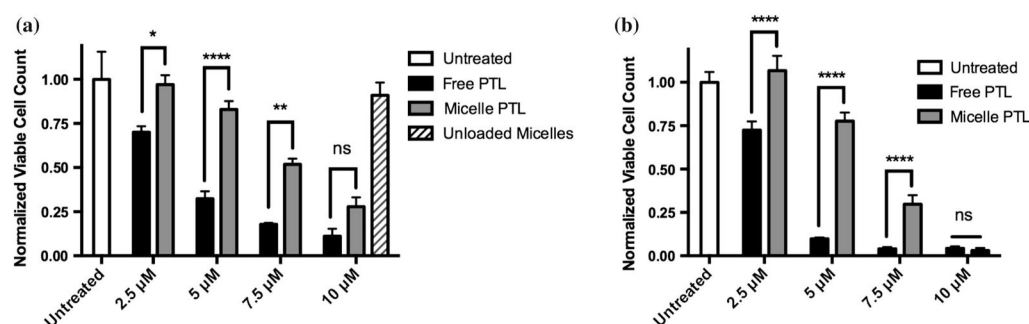 (a)
Normalized Viable Cell Count
1.00
0.75
0.50
0.25
0.00
*
****
**
ns
Untreated
2.5 µM
5 µM
7.5 µM
10 µM
Untreated
Free PTL
Micelle PTL
Unloaded Micelles
(b)
Normalized Viable Cell Count
1.00
0.75
0.50
0.25
0.00
****
****
****
ns
Untreated
2.5 µM
5 µM
7.5 µM
10 µM
Untreated
Free PTL
Micelle PTL